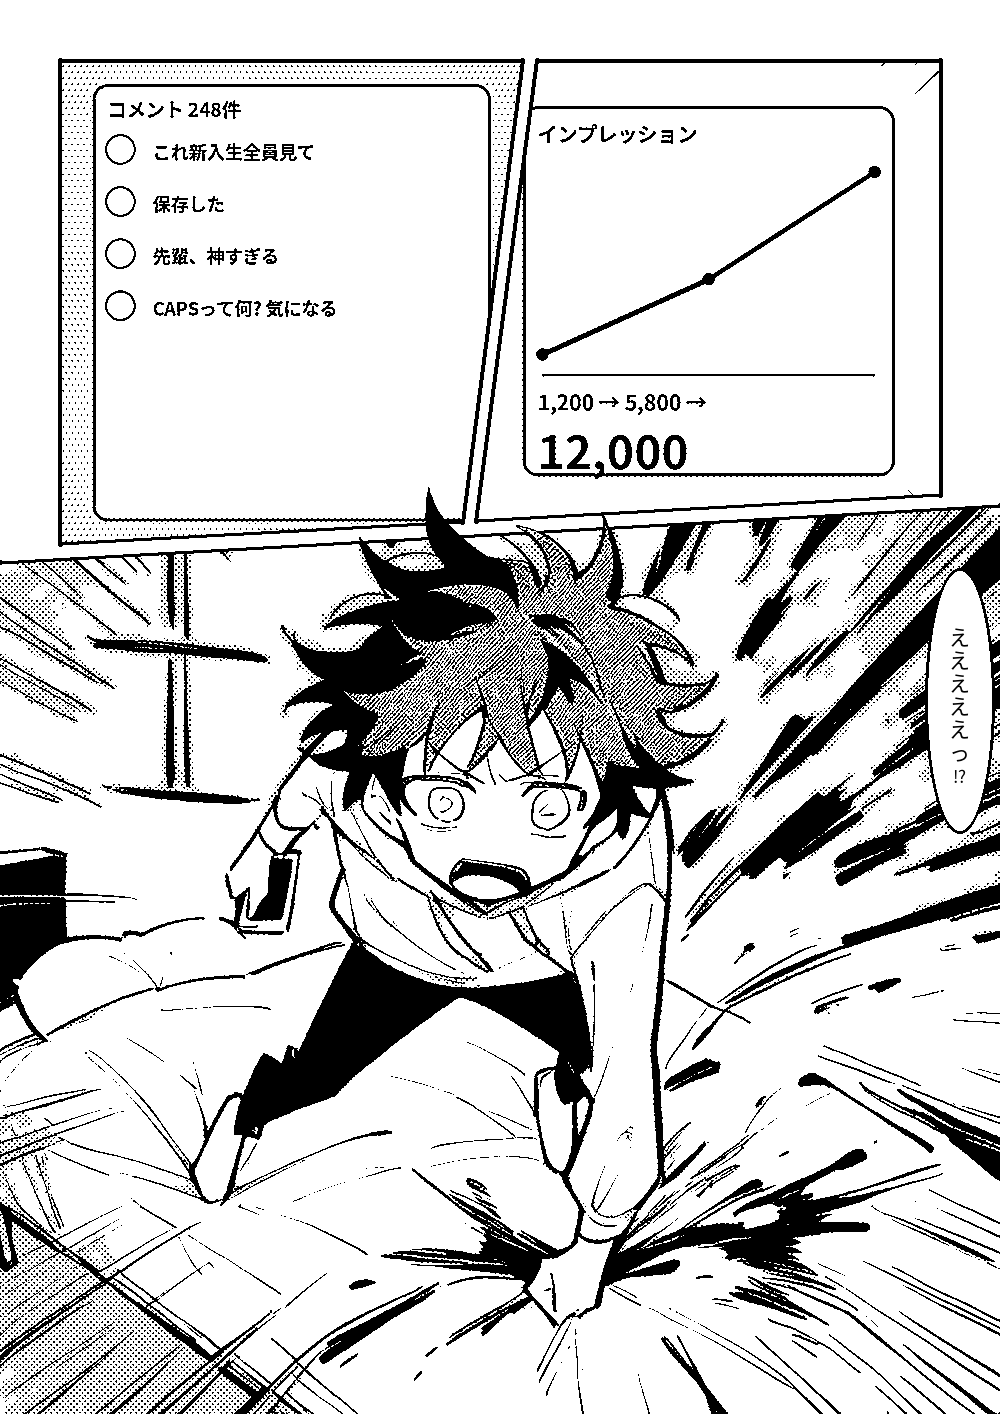 コメント 248件
これ新入生全員見て
保存した
先輩、神すぎる
CAPSって何? 気になる
インプレッション
1,200 → 5,800 →
12,000
えええええっ!?